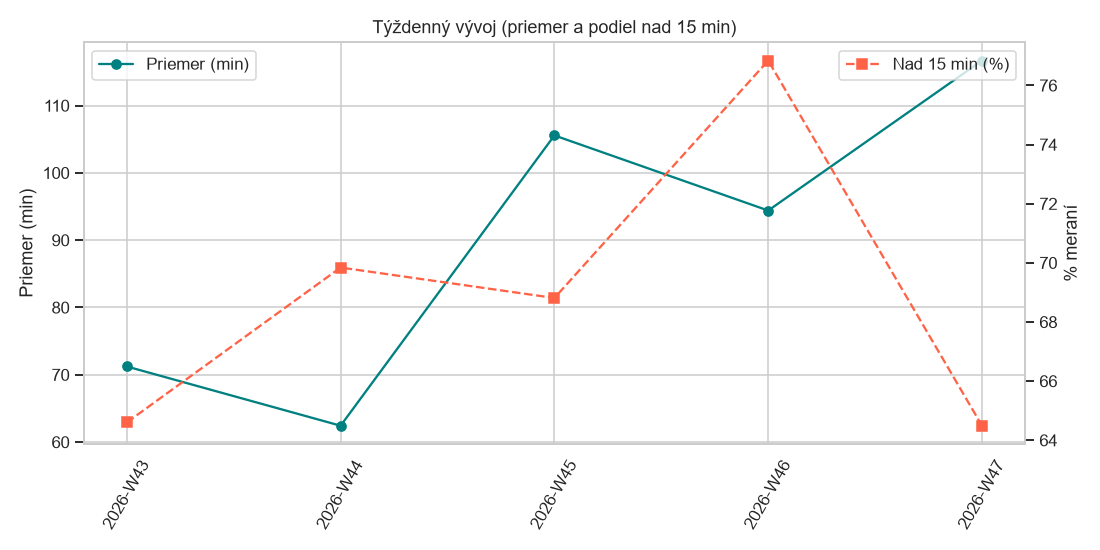 Týždenný vývoj (priemer a podiel nad 15 min)
Priemer (min)
Nad 15 min (%)
110
100
90
80
70
60
Priemer (min)
76
74
72
70
68
66
64
% meraní
2026-W43
2026-W44
2026-W45
2026-W46
2026-W47